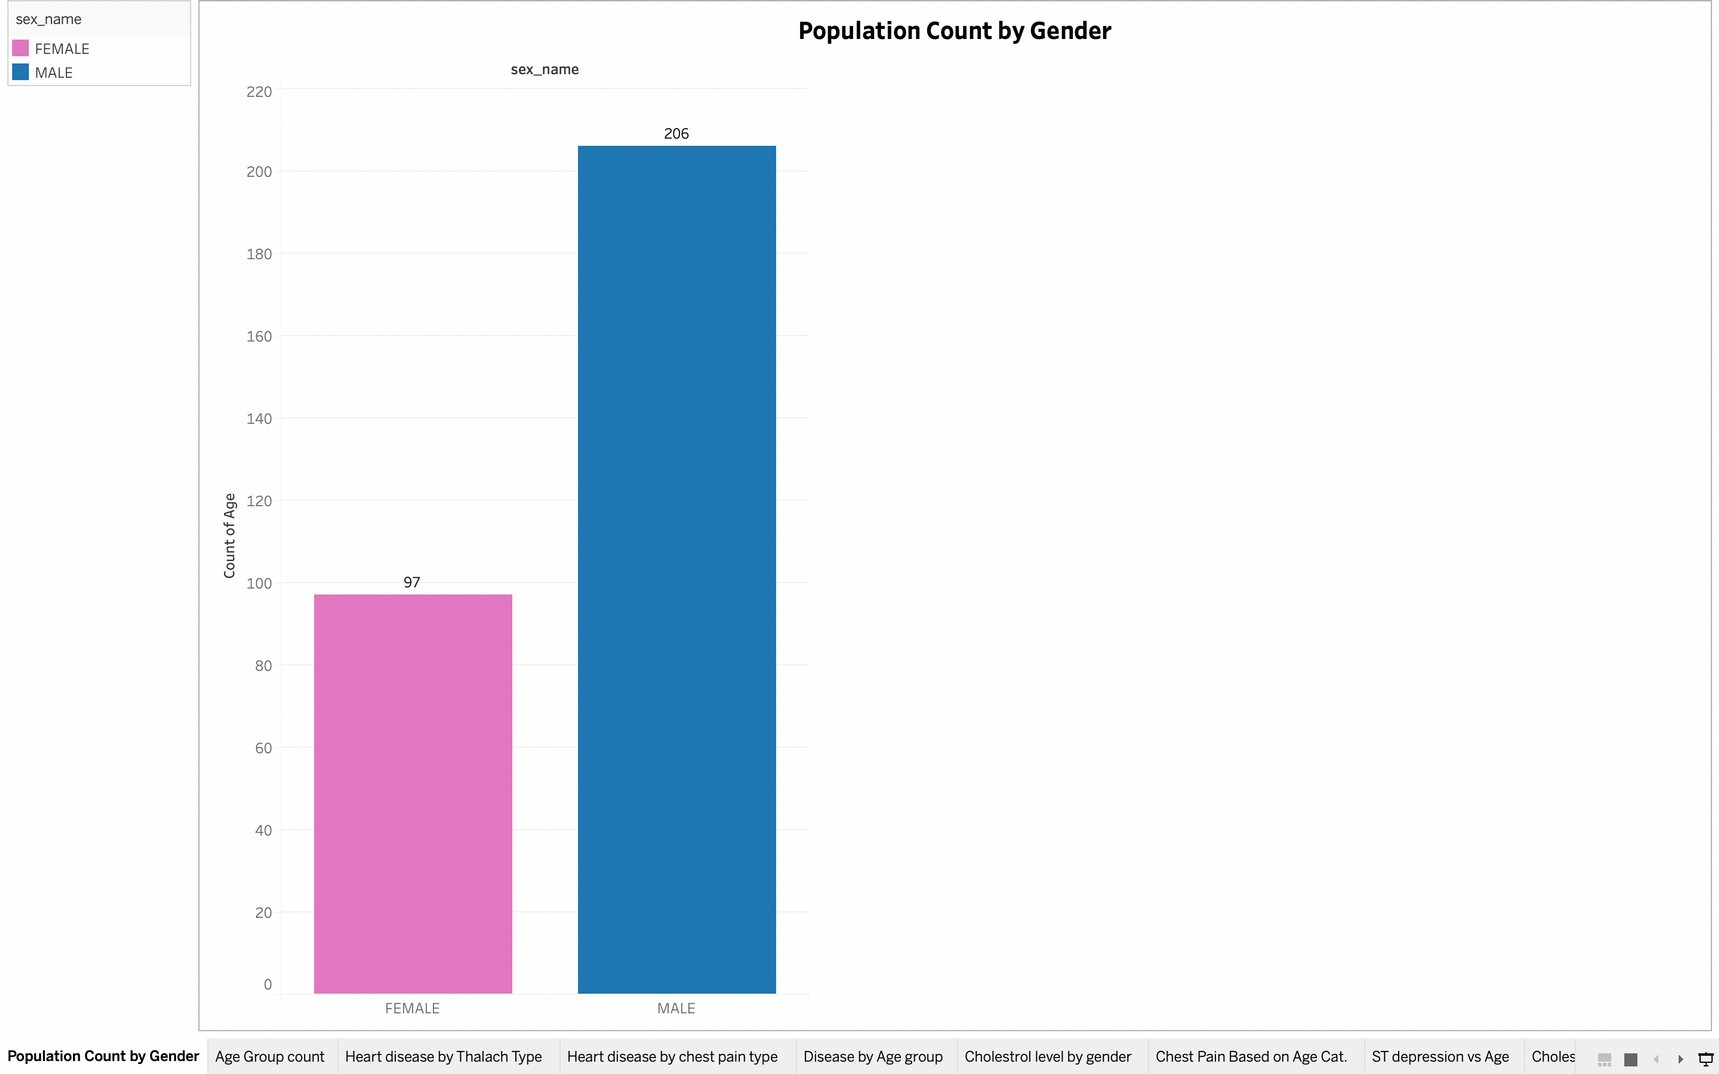 sex_name
FEMALE
MALE
Population Count by Gender
sex_name
220
206
200
180
160
140
120
Count of Age
100
97
80
60
40
20
0
FEMALE MALE
Population Count by Gender Age Group count Heart disease by Thalach Type Heart disease by chest pain type Disease by Age group Cholestrol level by gender Chest Pain Based on Age Cat. ST depression vs Age Choles